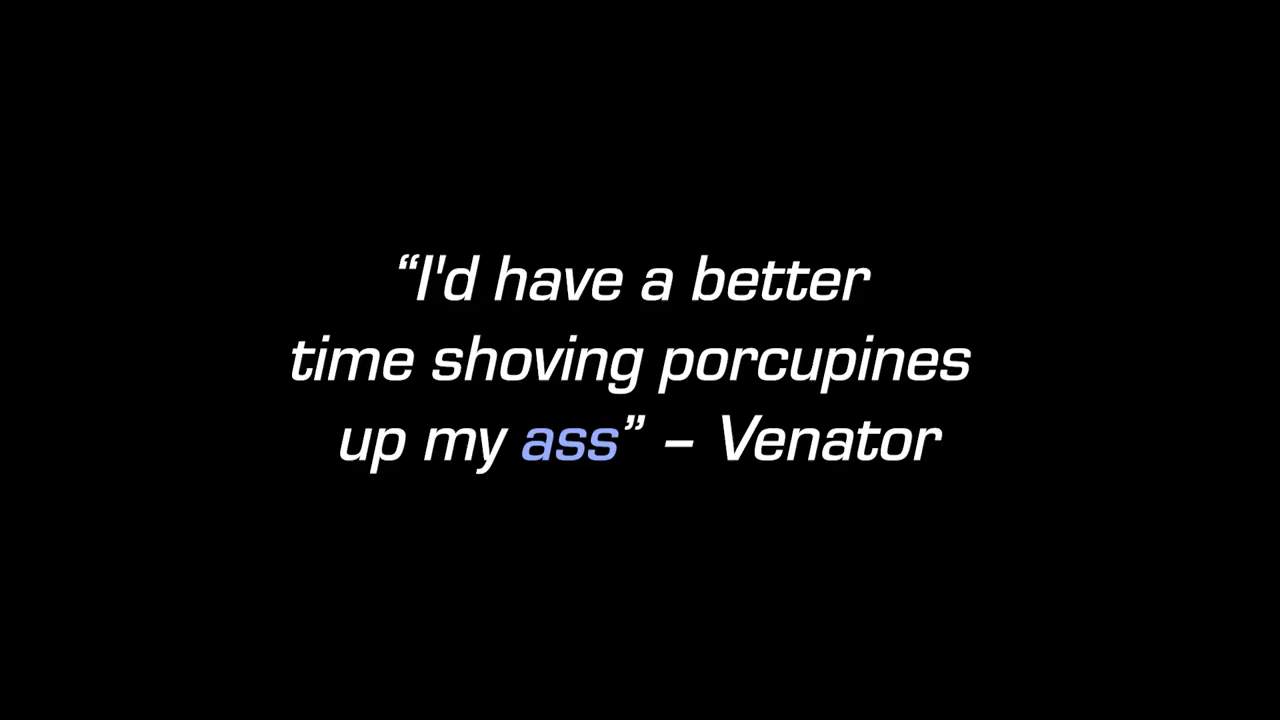 “I'd have a better
time shoving porcupines
up my ass” – Venator